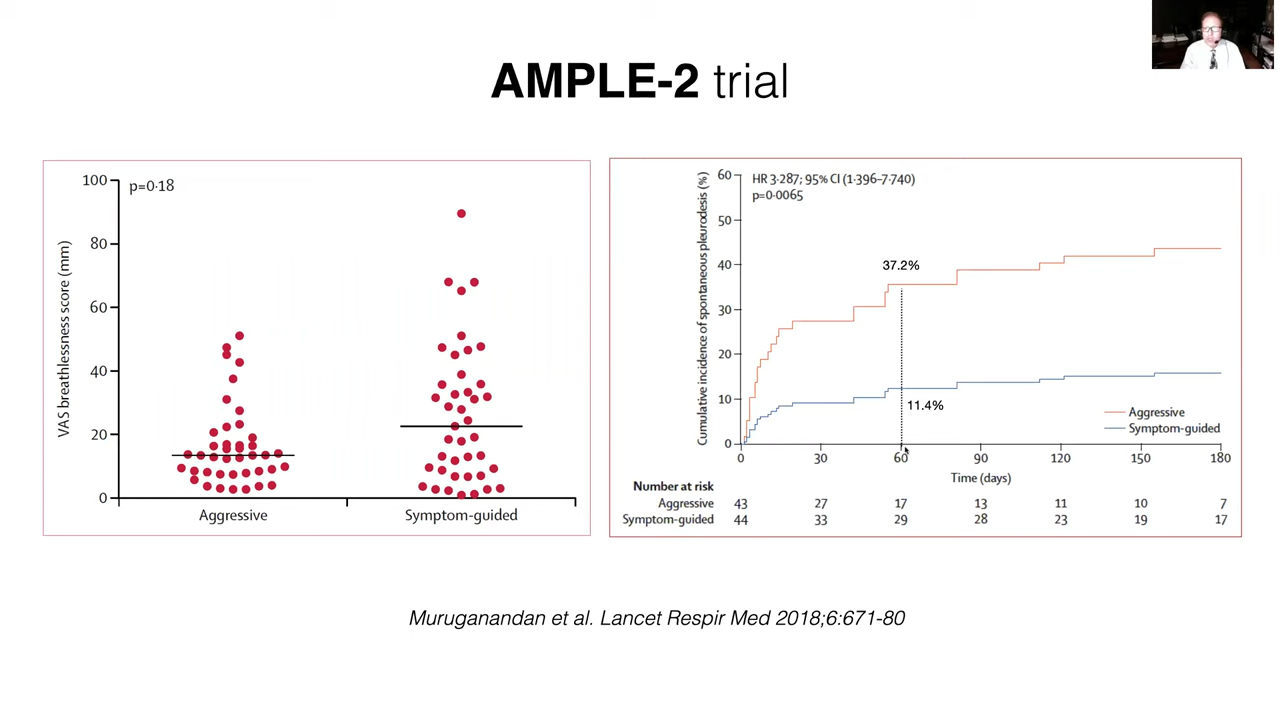 AMPLE-2 trial
p=0·18
VAS breathlessness score (mm)
100
80
60
40
20
0
Aggressive
Symptom-guided
HR 3·287; 95% CI (1·396–7·740)
p=0·0065
Cumulative incidence of spontaneous pleurodesis (%)
60
50
40
30
20
10
0
37.2%
11.4%
Aggressive
Symptom-guided
0 30 60 90 120 150 180
Time (days)
Number at risk
Aggressive 43 27 17 13 11 10 7
Symptom-guided 44 33 29 28 23 19 17
Muruganandan et al. Lancet Respir Med 2018;6:671-80